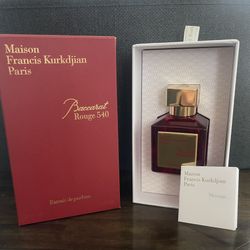 Maison
Francis Kurkdjian
Paris
Baccarat
Rouge 540
Extrait de parfum
Maison
Francis Kurkdjian
Paris